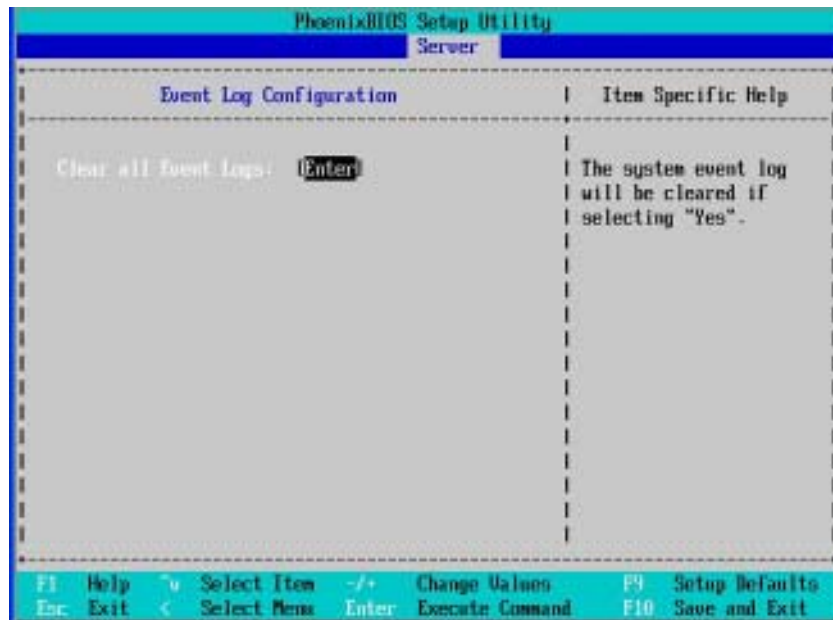 PhoenixBIOS Setup Utility
Server
Event Log Configuration
Item Specific Help
Clear all Event Logs: [Enter]
The system event log
will be cleared if
selecting "Yes".
F1 Help ^v Select Item -/+ Change Values F9 Setup Defaults
Esc Exit < Select Menu Enter Execute Command F10 Save and Exit